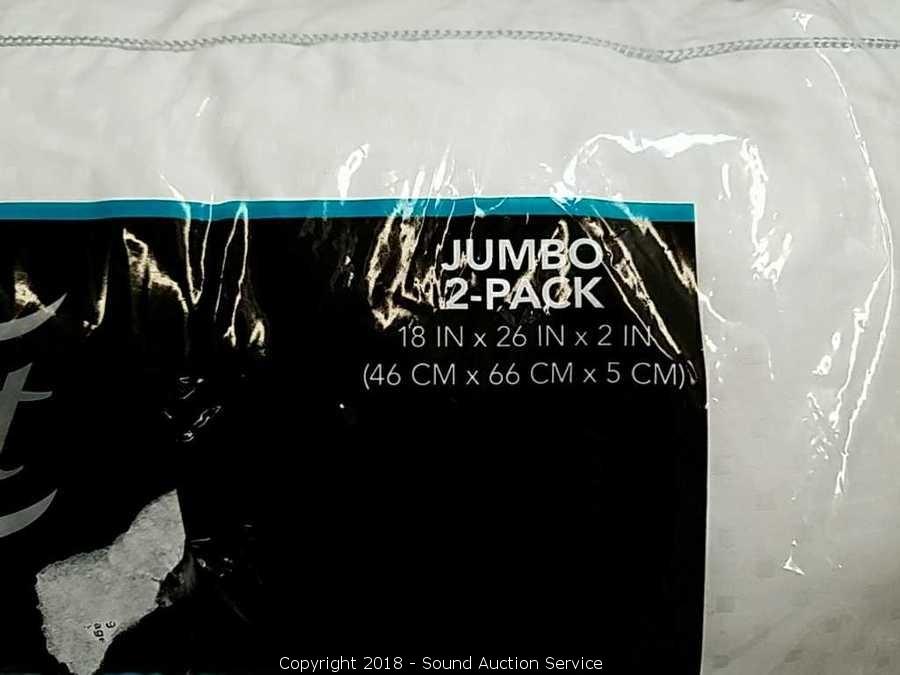 JUMBO
2-PACK
18 IN x 26 IN x 2 IN
(46 CM x 66 CM x 5 CM)
Copyright 2018 - Sound Auction Service